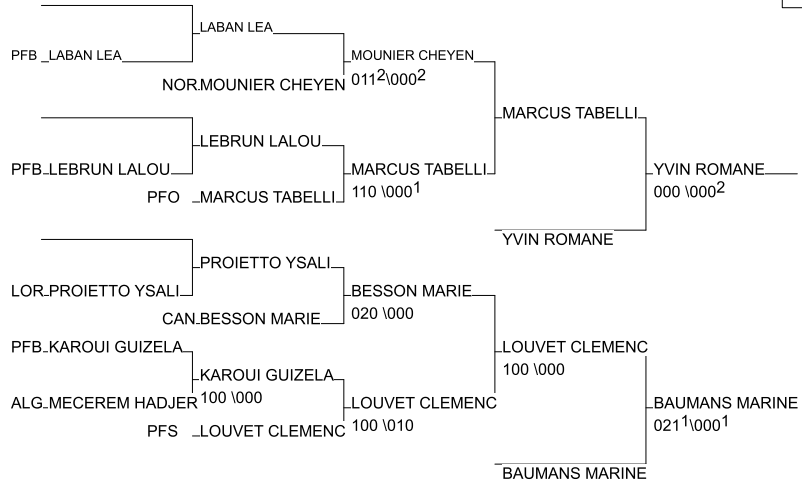 LABAN LEA
PFB LABAN LEA
MOUNIER CHEYEN
NOR MOUNIER CHEYEN
011²\000²
MARCUS TABELLI
LEBRUN LALOU
PFB LEBRUN LALOU
MARCUS TABELLI
YVIN ROMANE
PFO MARCUS TABELLI
110 \000¹
000 \000²
YVIN ROMANE
PROIETTO YSALI
LOR PROIETTO YSALI
BESSON MARIE
CAN BESSON MARIE
020 \000
PFB KAROUI GUIZELA
LOUVET CLEMENC
KAROUI GUIZELA
100 \000
ALG MECEREM HADJER
100 \000
LOUVET CLEMENC
BAUMANS MARINE
PFS LOUVET CLEMENC
100 \010
021¹\000¹
BAUMANS MARINE